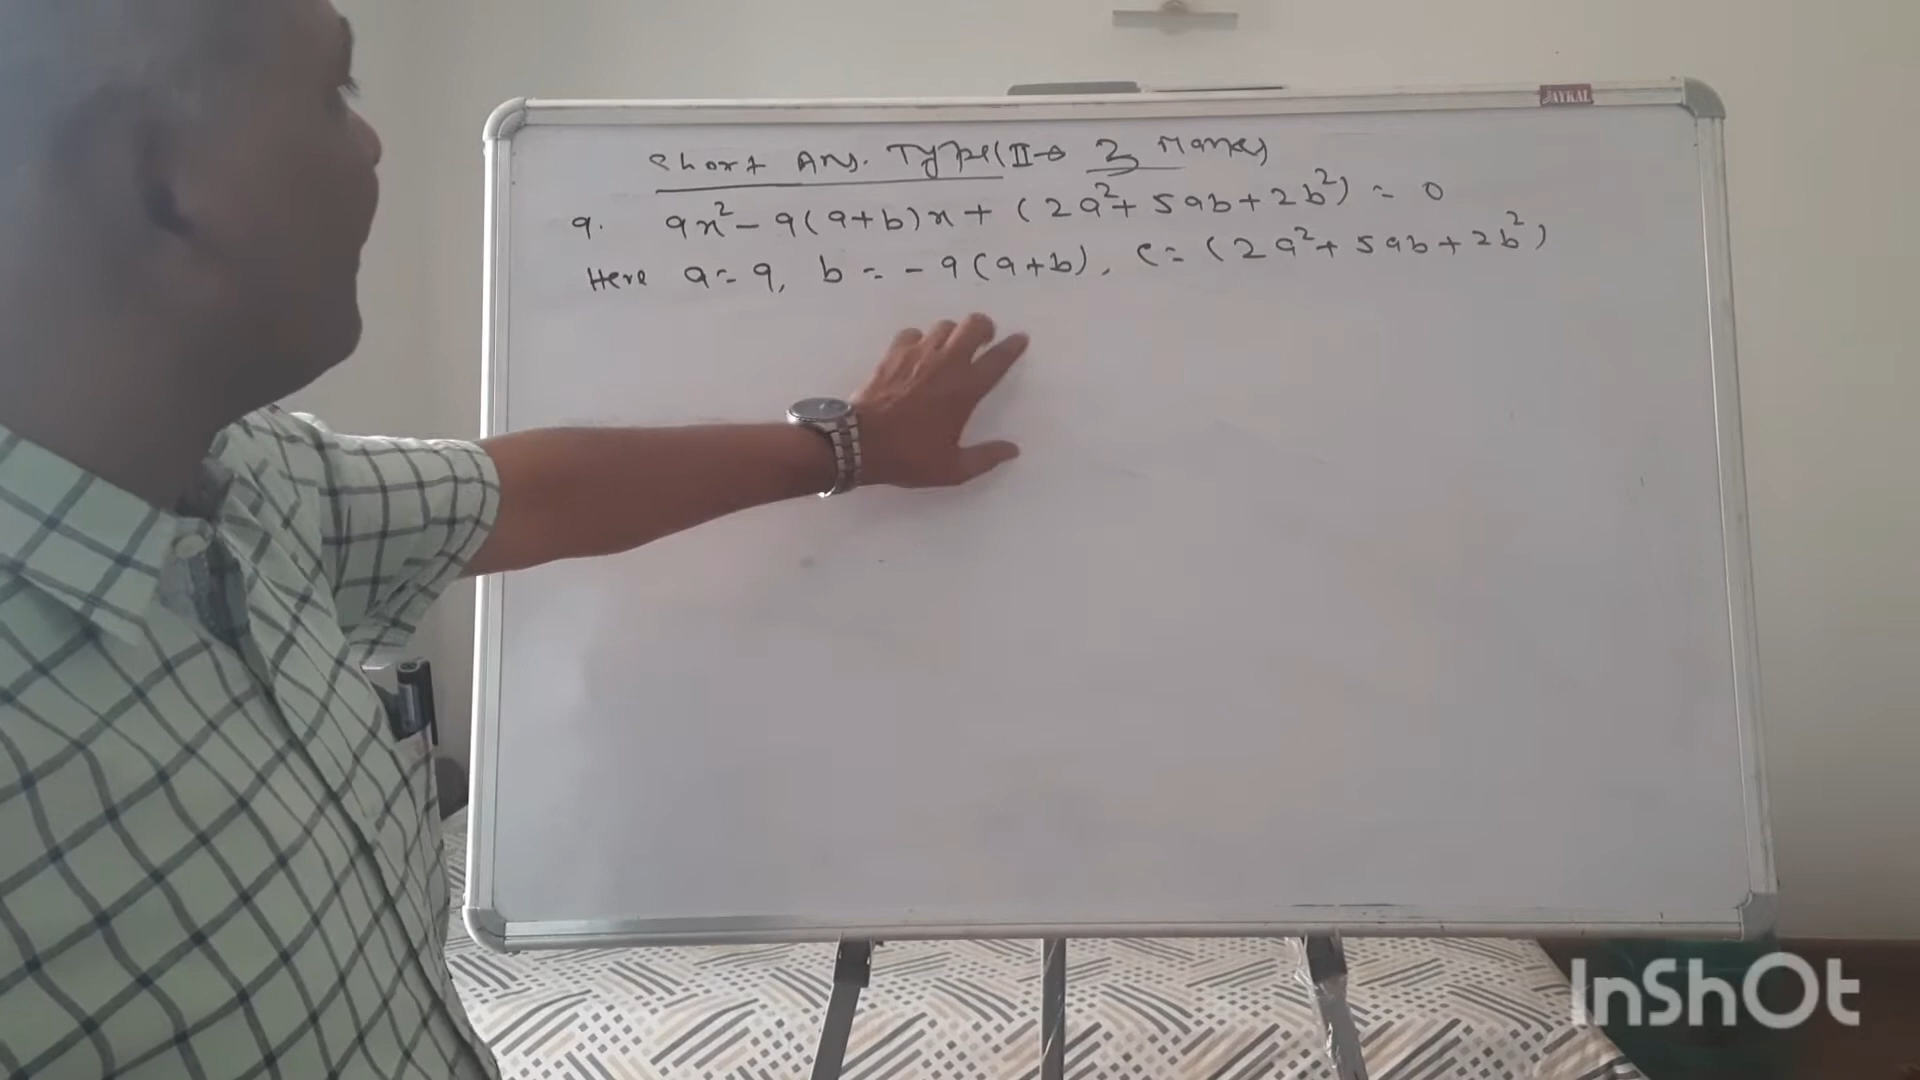 JAYKAL
Short Ans. Type (II → 3 Marks)
9. 9x² - 9(a+b)x + (2a² + 5ab + 2b²) = 0
Here a = 9, b = -9(a+b), c = (2a² + 5ab + 2b²)
InShOt